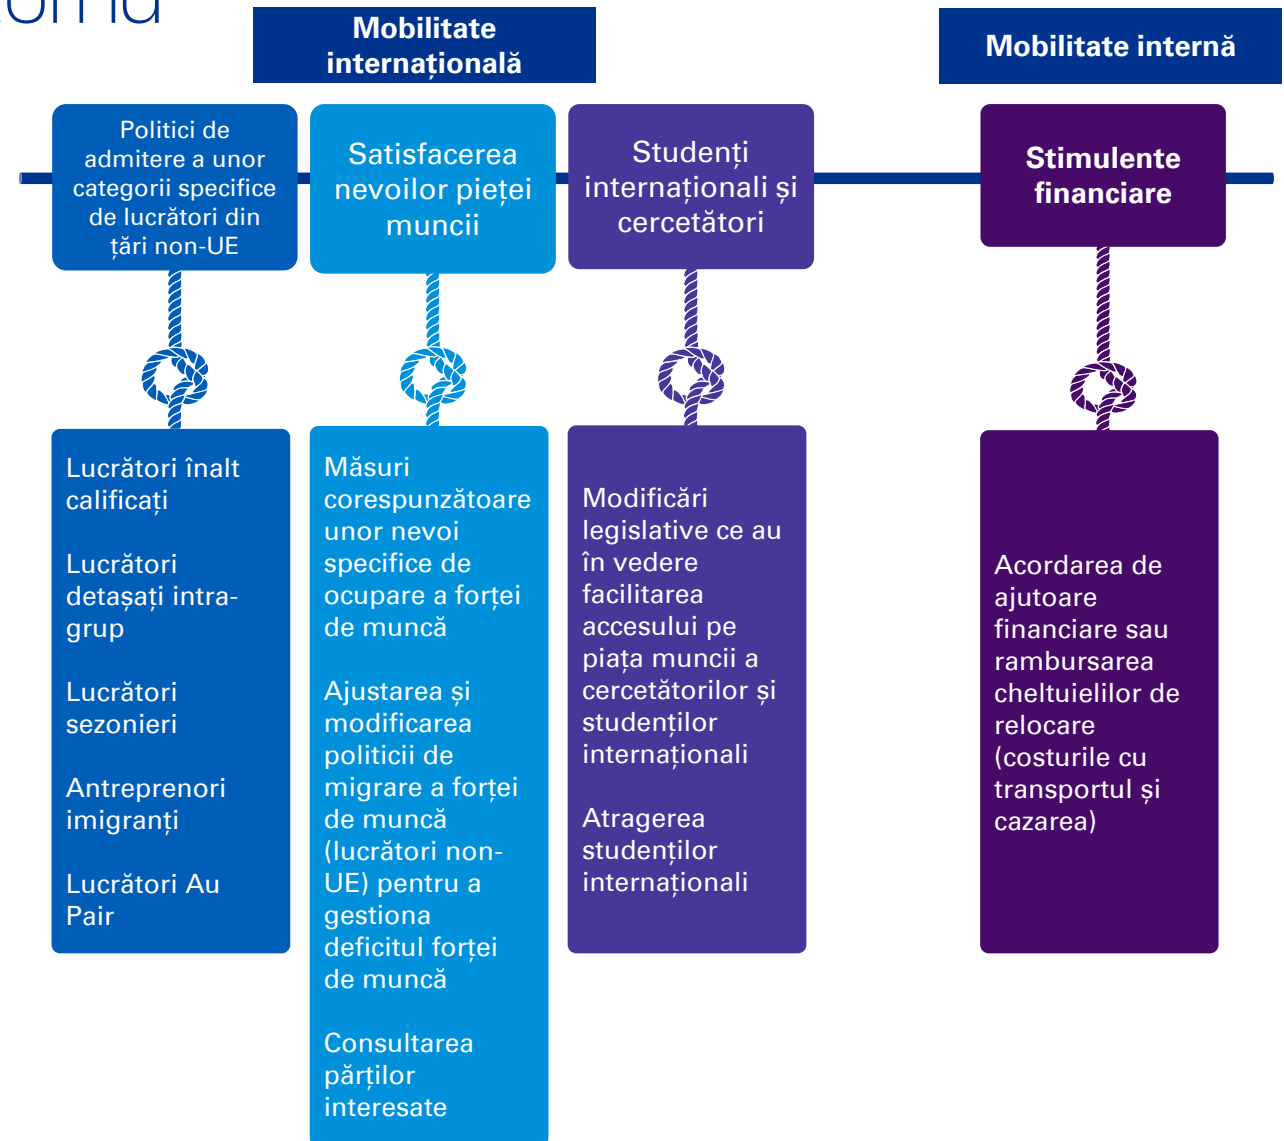 Mobilitate
internațională
Mobilitate internă
Politici de
admitere a unor
categorii specifice
de lucrători din
țări non-UE
Satisfacerea
nevoilor pieței
muncii
Studenți
internaționali și
cercetători
Stimulente
financiare
Lucrători înalt
calificați
Lucrători
detașați intra-
grup
Lucrători
sezonieri
Antreprenori
imigranți
Lucrători Au
Pair
Măsuri
corespunzătoare
unor nevoi
specifice de
ocupare a forței
de muncă
Ajustarea și
modificarea
politicii de
migrare a forței
de muncă
(lucrători non-
UE) pentru a
gestiona
deficitul forței
de muncă
Consultarea
părților
interesate
Modificări
legislative ce au
în vedere
facilitarea
accesului pe
piața muncii a
cercetătorilor și
studenților
internaționali
Atragerea
studenților
internaționali
Acordarea de
ajutoare
financiare sau
rambursarea
cheltuielilor de
relocare
(costurile cu
transportul și
cazarea)